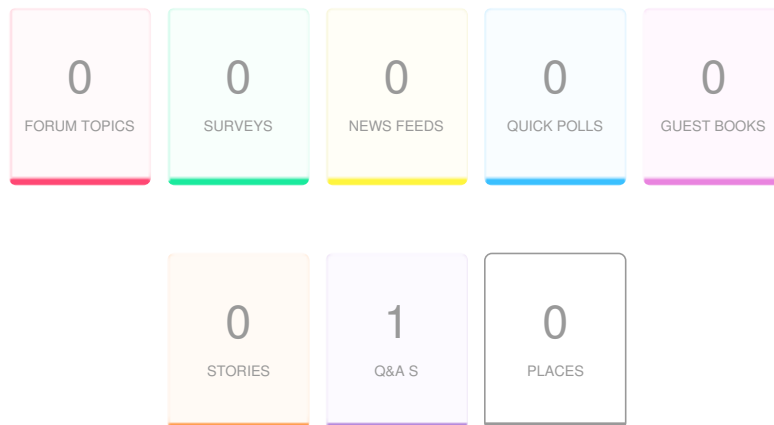 0 0 0 0 0
FORUM TOPICS SURVEYS NEWS FEEDS QUICK POLLS GUEST BOOKS
0 1 0
STORIES Q&A S PLACES